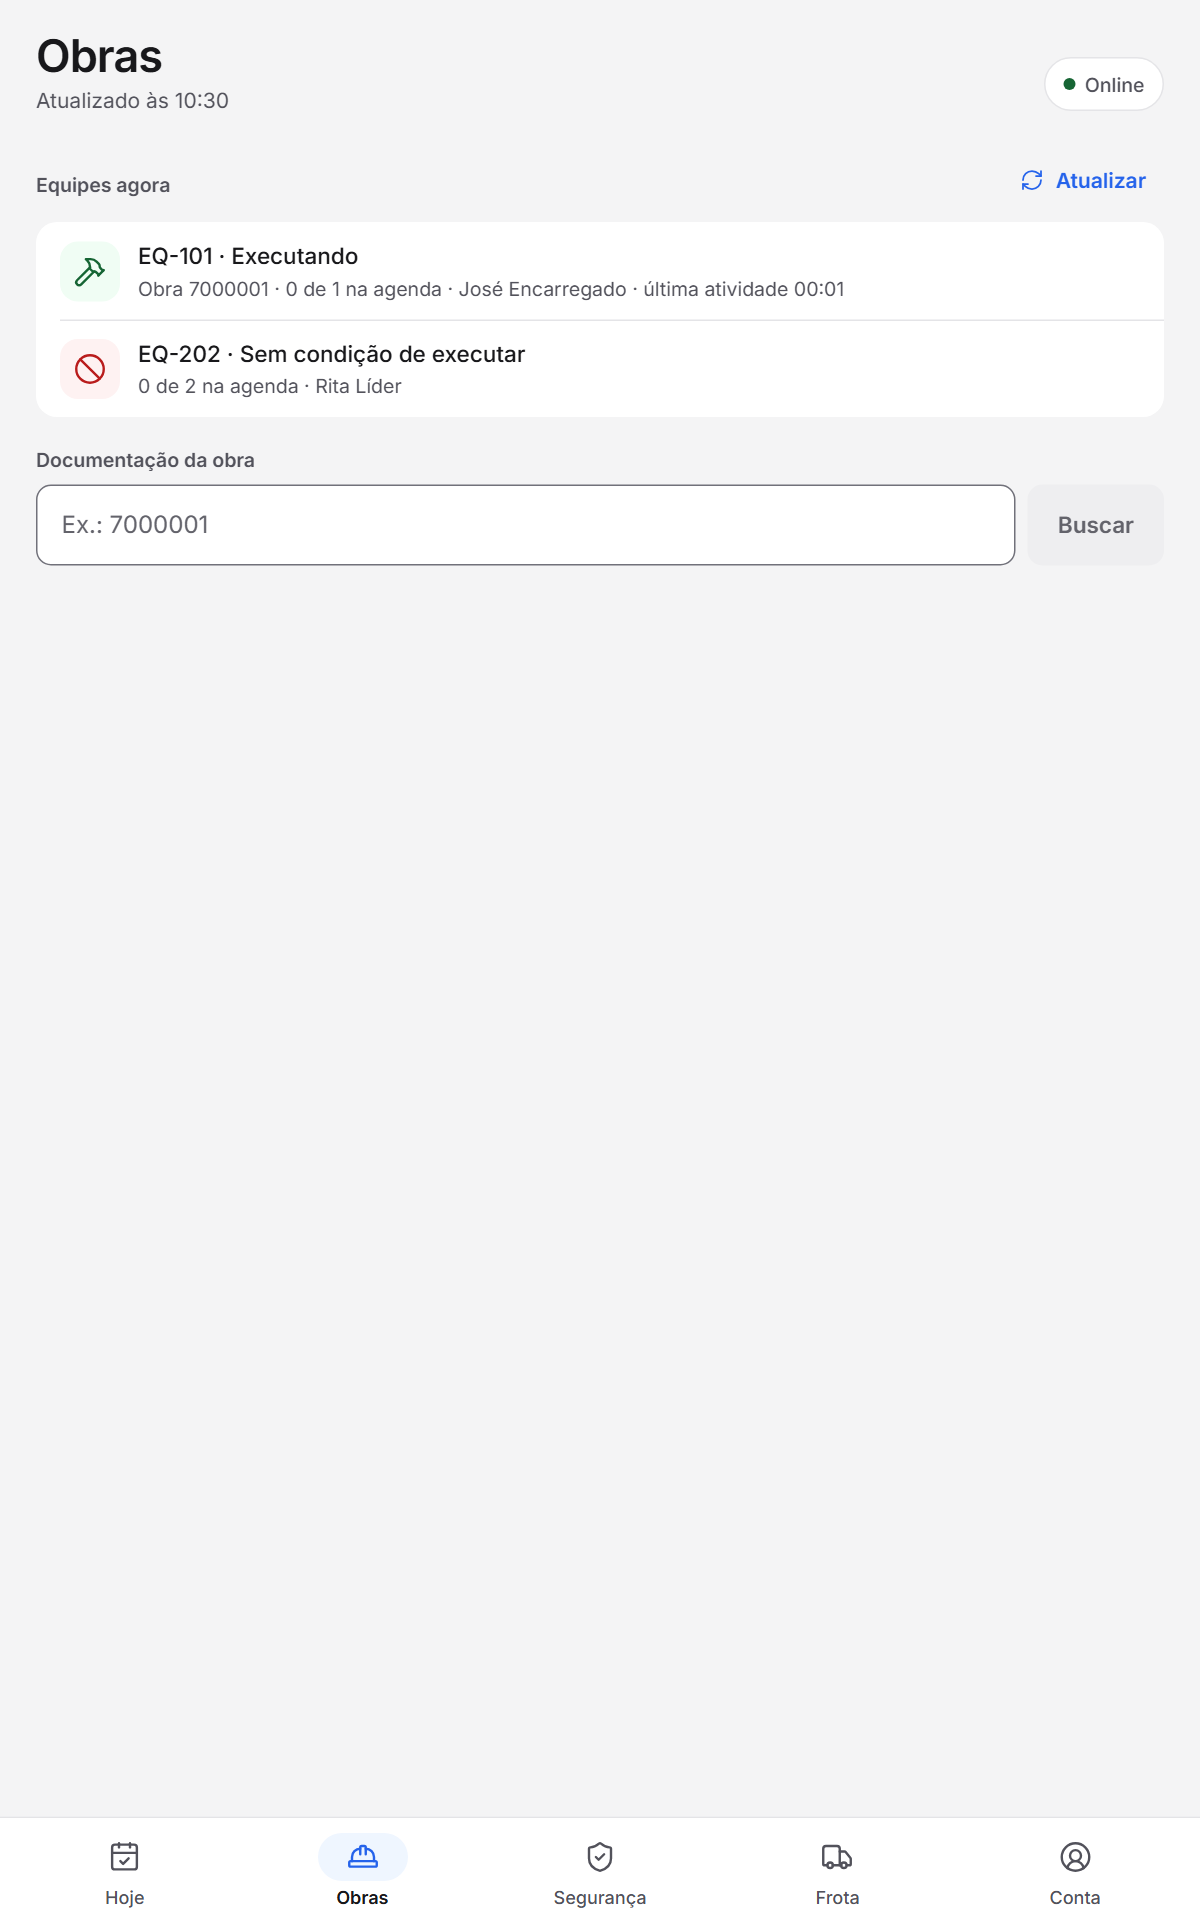 Obras
Atualizado às 10:30
Online
Equipes agora
Atualizar
EQ-101 · Executando
Obra 7000001 · 0 de 1 na agenda · José Encarregado · última atividade 00:01
EQ-202 · Sem condição de executar
0 de 2 na agenda · Rita Líder
Documentação da obra
Ex.: 7000001
Buscar
Hoje
Obras
Segurança
Frota
Conta